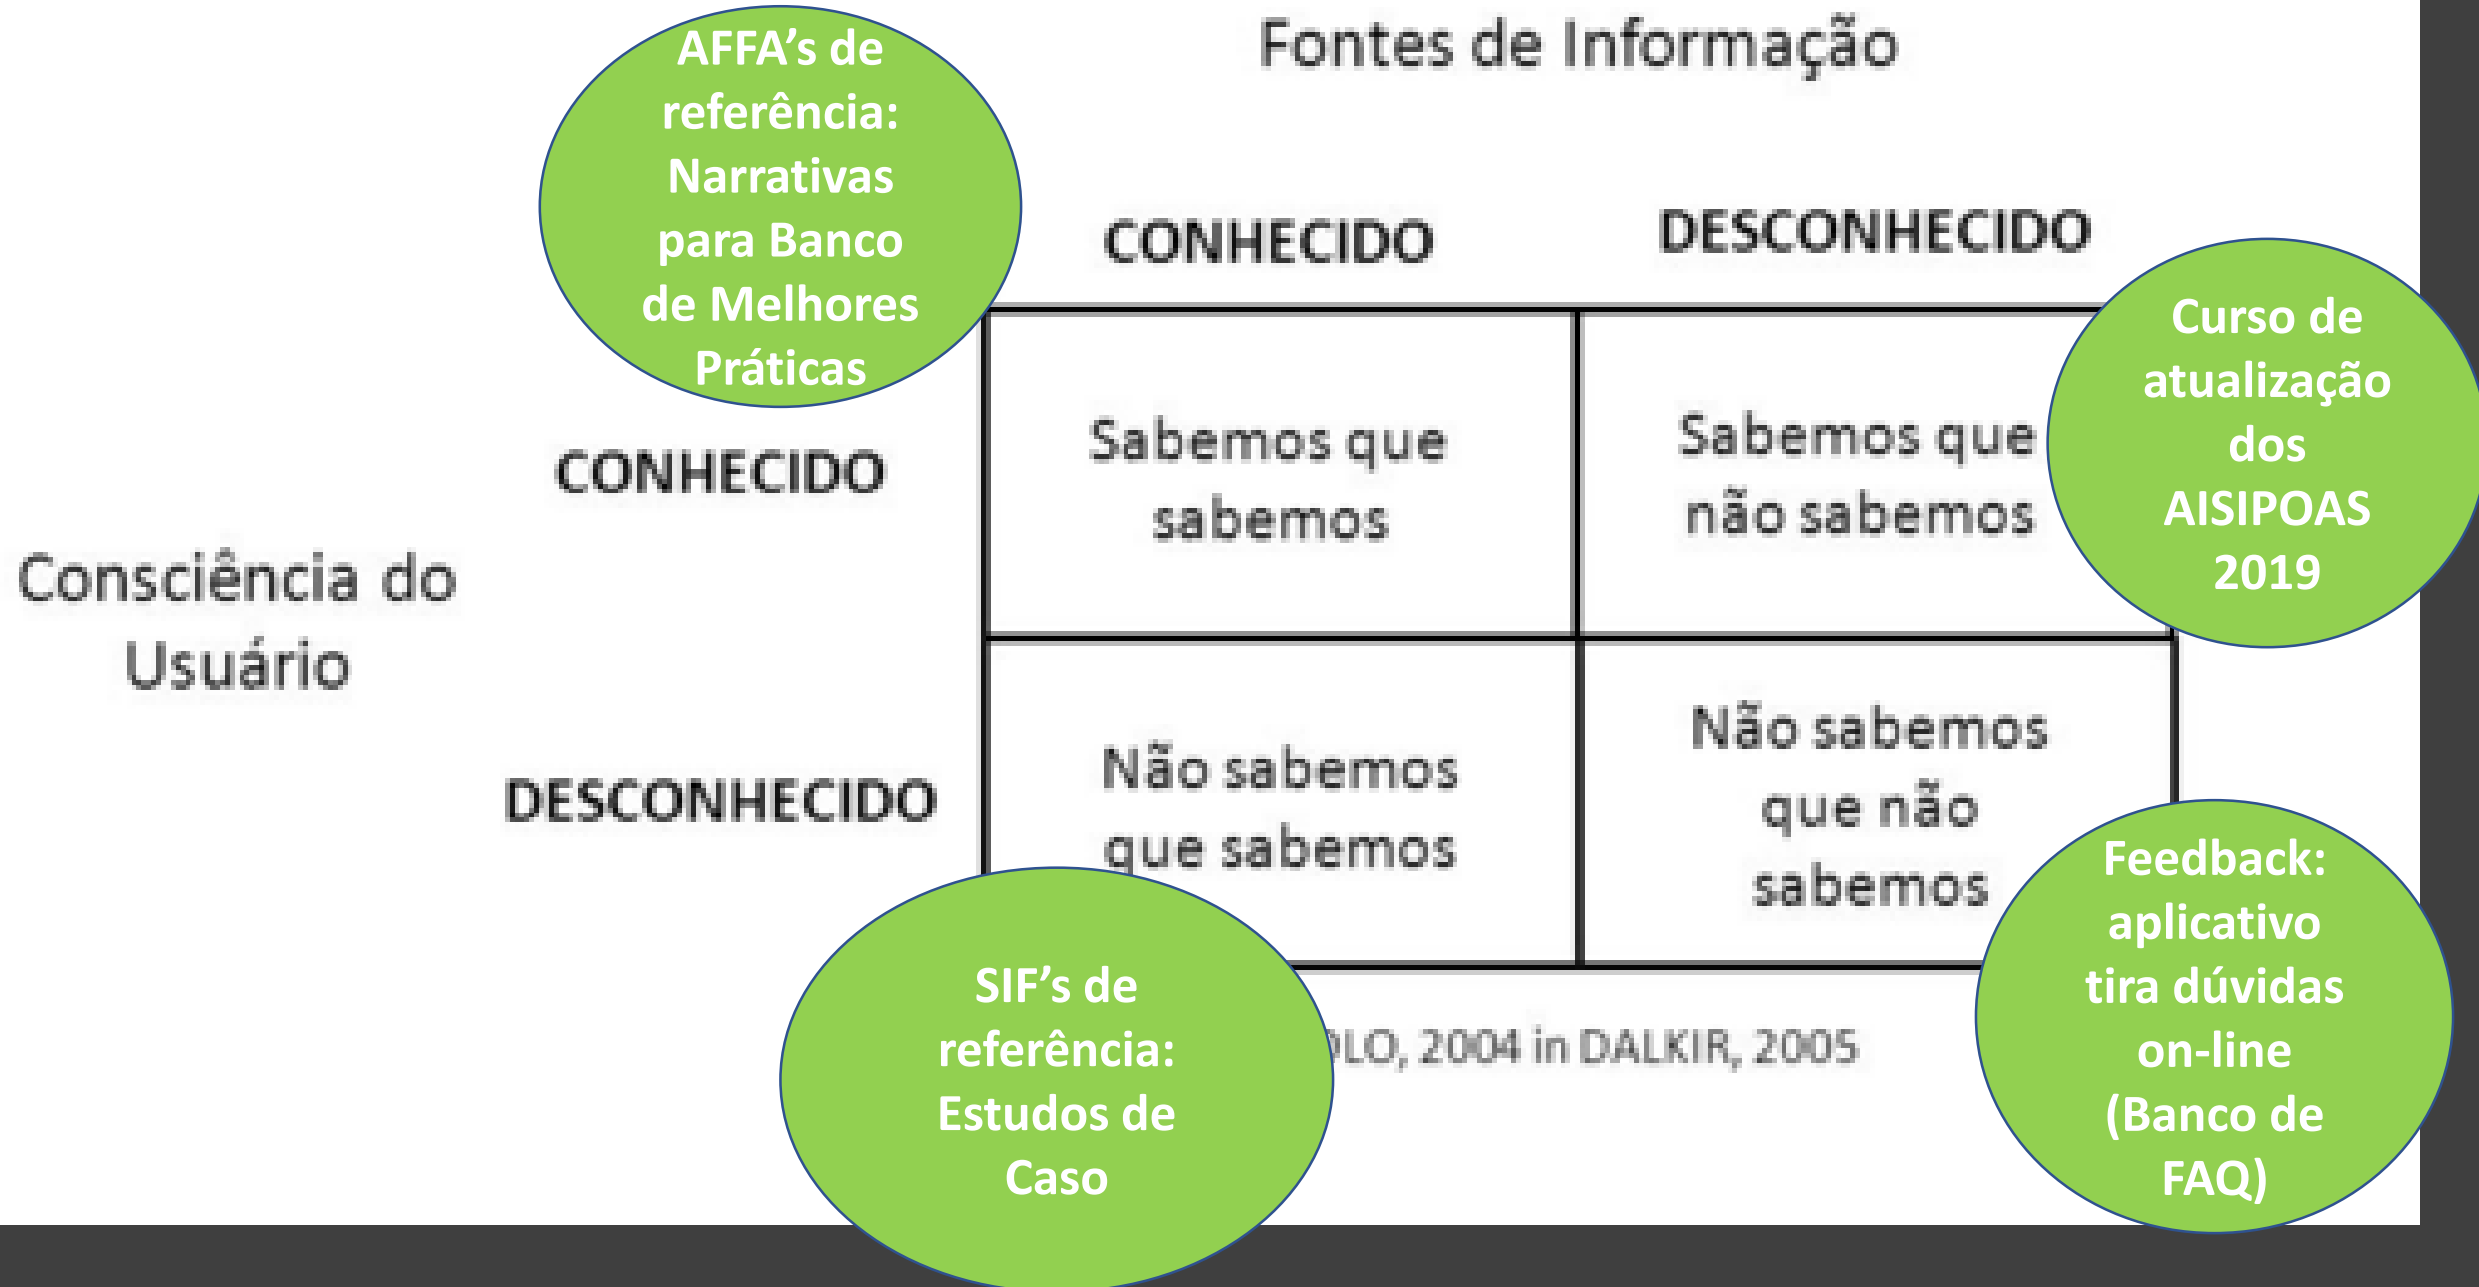 AFFA’s de
referência:
Narrativas
para Banco
de Melhores
Práticas
Fontes de Informação
CONHECIDO
DESCONHECIDO
Curso de
atualização
dos
AISIPOAS
2019
CONHECIDO
Sabemos que
sabemos
Sabemos que
não sabemos
Consciência do
Usuário
DESCONHECIDO
Não sabemos
que sabemos
Não sabemos
que não
sabemos
Feedback:
aplicativo
tira dúvidas
on-line
(Banco de
FAQ)
SIF’s de
referência:
Estudos de
Caso
2004 in DALKIR, 2005